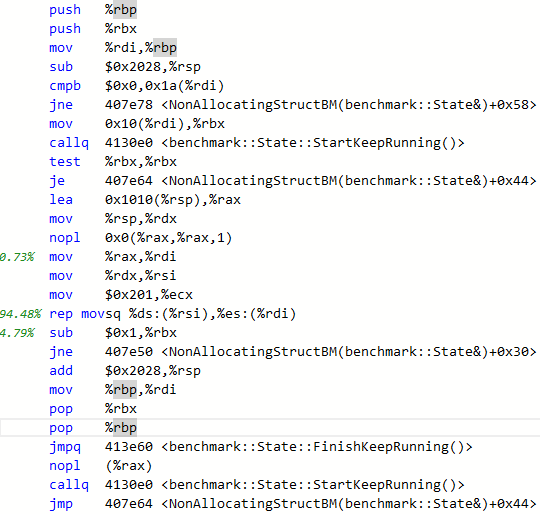 push %rbp
push %rbx
mov %rdi,%rbp
sub $0x2028,%rsp
cmpb $0x0,0x1a(%rdi)
jne 407e78 <NonAllocatingStructBM(benchmark::State&)+0x58>
mov 0x10(%rdi),%rbx
callq 4130e0 <benchmark::State::StartKeepRunning()>
test %rbx,%rbx
je 407e64 <NonAllocatingStructBM(benchmark::State&)+0x44>
lea 0x1010(%rsp),%rax
mov %rsp,%rdx
nopl 0x0(%rax,%rax,1)
0.73% mov %rax,%rdi
mov %rdx,%rsi
mov $0x201,%ecx
94.48% rep movsq %ds:(%rsi),%es:(%rdi)
4.79% sub $0x1,%rbx
jne 407e50 <NonAllocatingStructBM(benchmark::State&)+0x30>
add $0x2028,%rsp
mov %rbp,%rdi
pop %rbx
pop %rbp
jmpq 413e60 <benchmark::State::FinishKeepRunning()>
nopl (%rax)
callq 4130e0 <benchmark::State::StartKeepRunning()>
jmp 407e64 <NonAllocatingStructBM(benchmark::State&)+0x44>